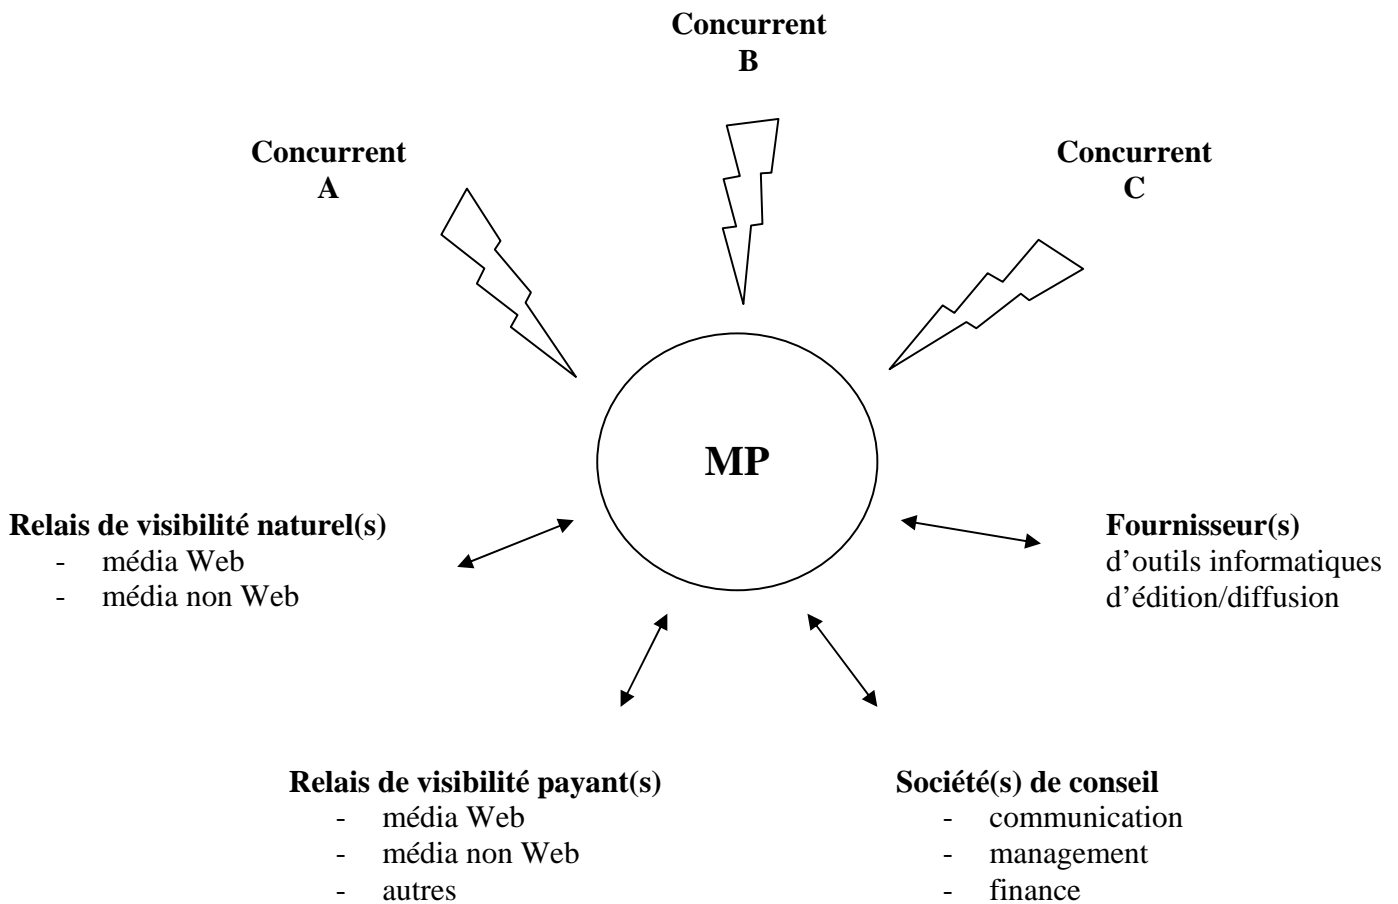 Concurrent
B
Concurrent
A
Concurrent
C
MP
Relais de visibilité naturel(s)
- média Web
- média non Web
Fournisseur(s)
d’outils informatiques
d’édition/diffusion
Relais de visibilité payant(s)
- média Web
- média non Web
- autres
Société(s) de conseil
- communication
- management
- finance